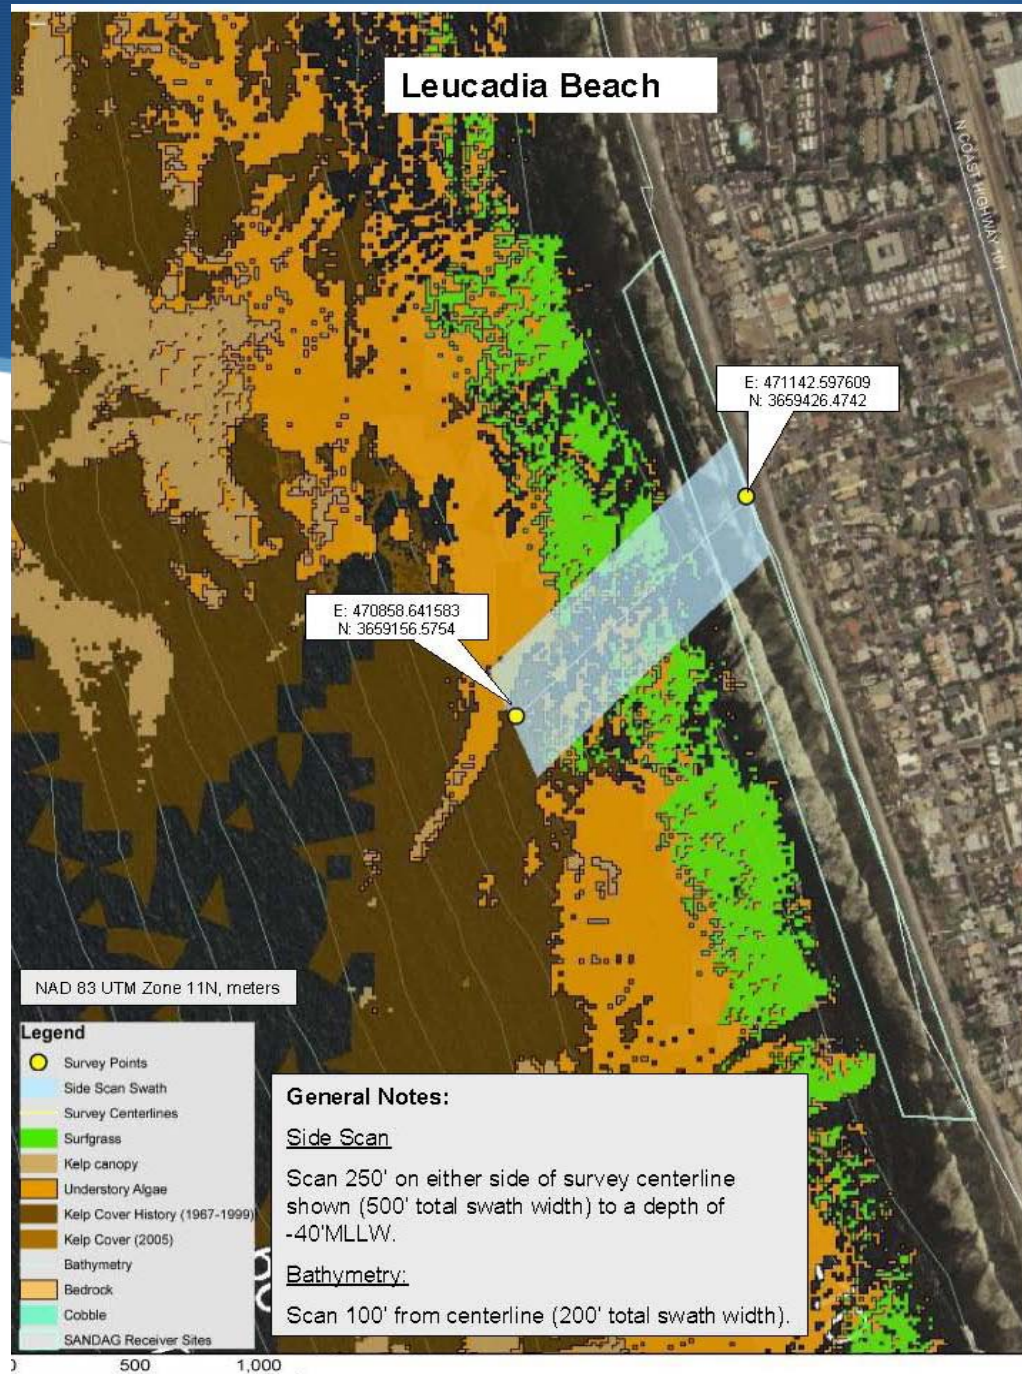 Leucadia Beach
N COAST HIGHWAY 101
E: 471142.597609
N: 3659426.4742
E: 470858.641583
N: 3659156.5754
NAD 83 UTM Zone 11N, meters
Legend
Survey Points
Side Scan Swath
Survey Centerlines
Surfgrass
Kelp canopy
Understory Algae
Kelp Cover History (1967-1999)
Kelp Cover (2005)
Bathymetry
Bedrock
Cobble
SANDAG Receiver Sites
General Notes:
Side Scan
Scan 250' on either side of survey centerline
shown (500' total swath width) to a depth of
-40'MLLW.
Bathymetry:
Scan 100' from centerline (200' total swath width).
500 1,000